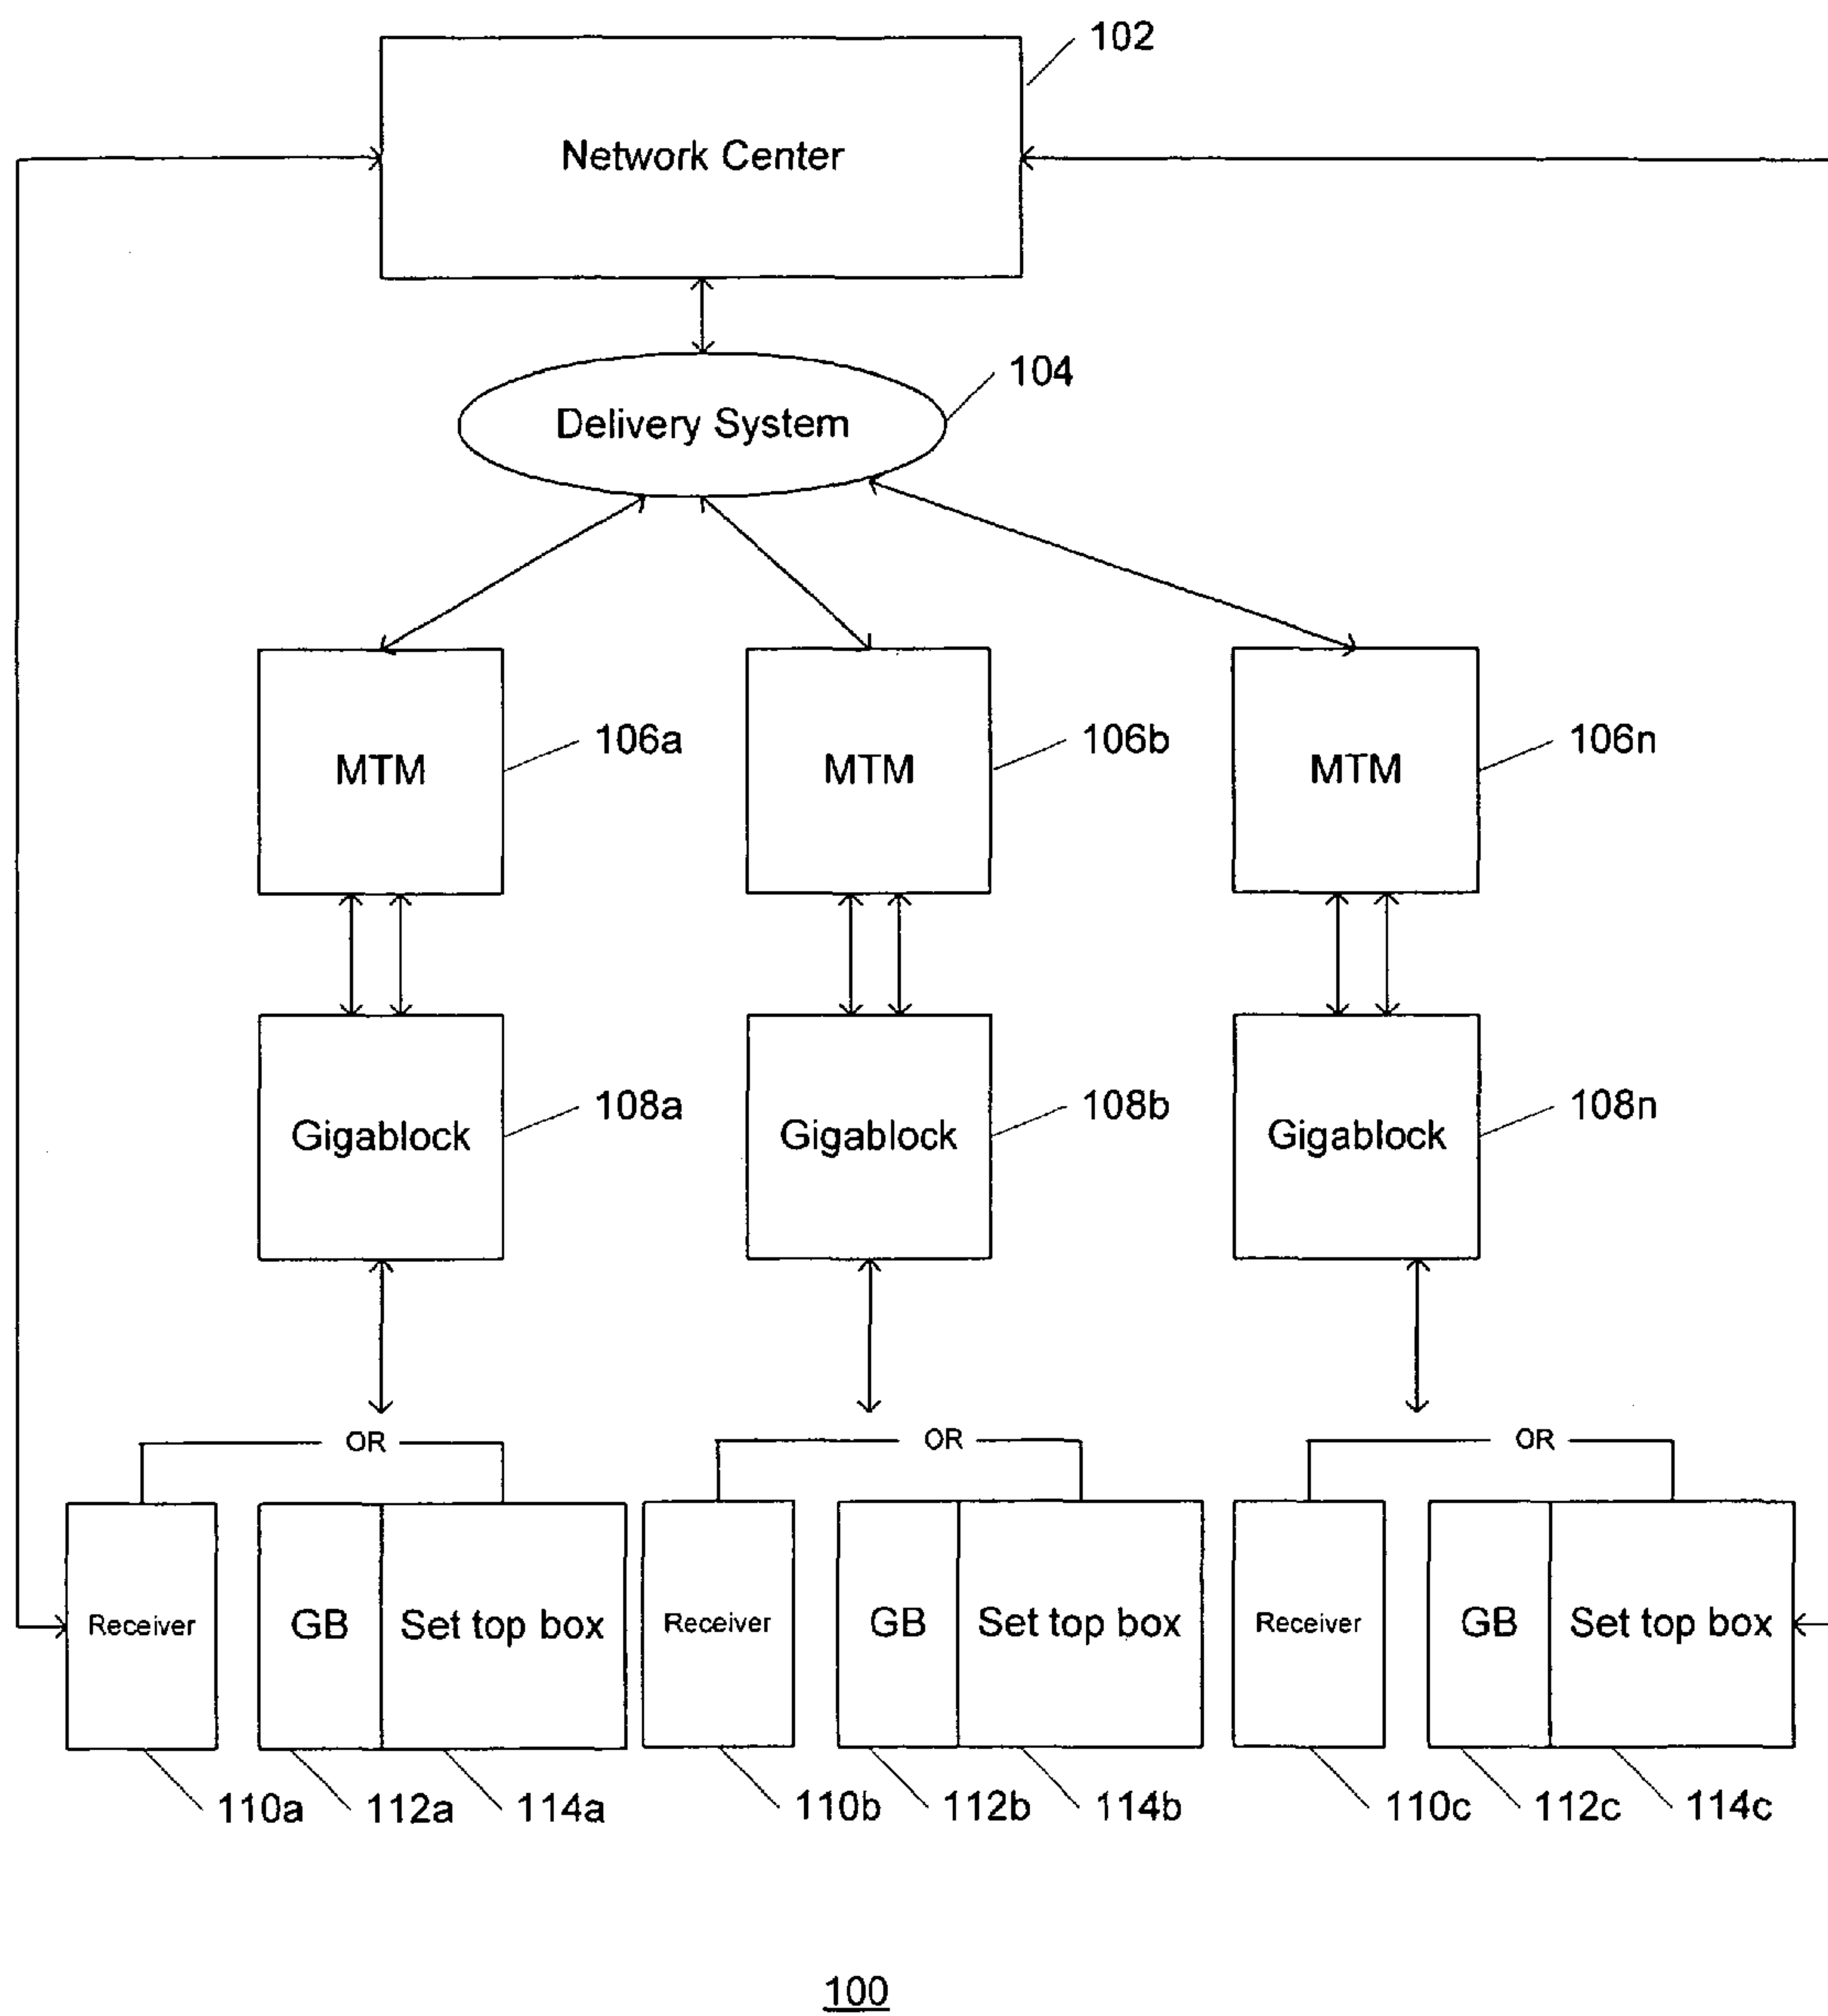 102
Network Center
104
Delivery System
MTM
106a
MTM
106b
MTM
106n
Gigablock
108a
Gigablock
108b
Gigablock
108n
OR
OR
OR
Receiver
GB
Set top box
Receiver
GB
Set top box
Receiver
GB
Set top box
110a
112a
114a
110b
112b
114b
110c
112c
114c
100